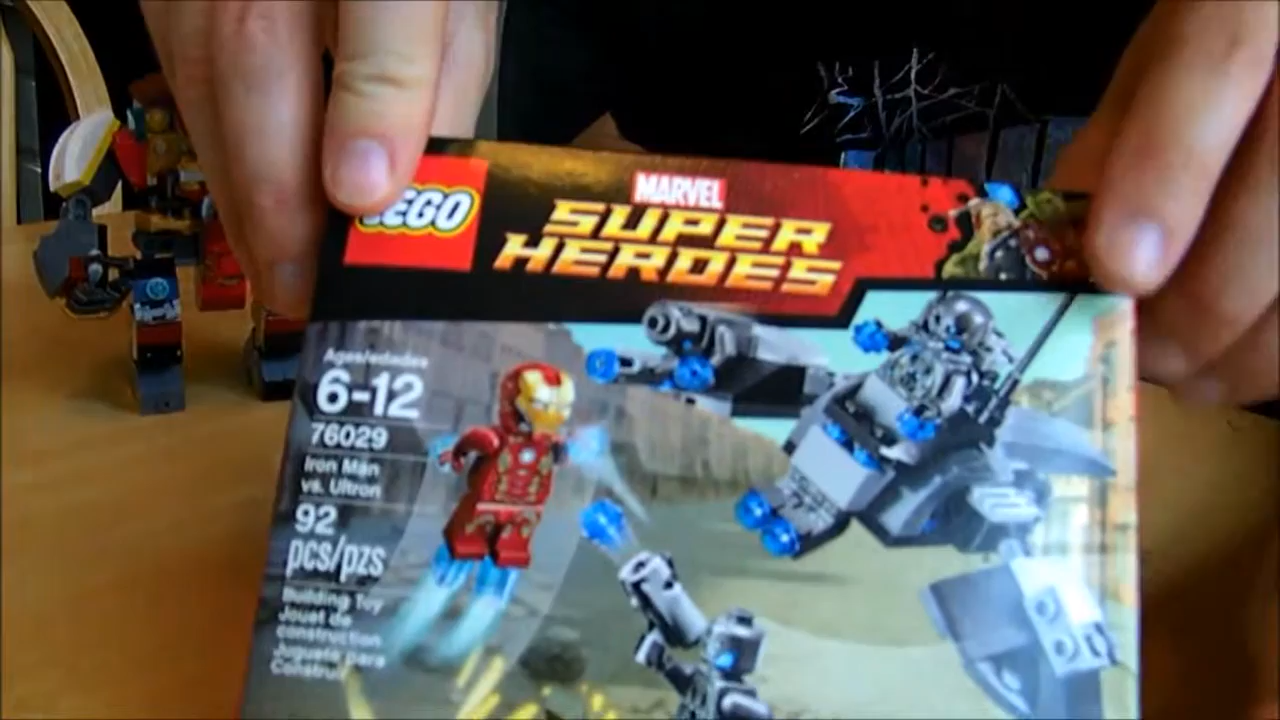 LEGO
MARVEL
SUPER
HEROES
Ages/edades
6-12
76029
Iron Man
vs. Ultron
92
pcs/pzs
Building Toy
Jouet de
construction
Juguete para